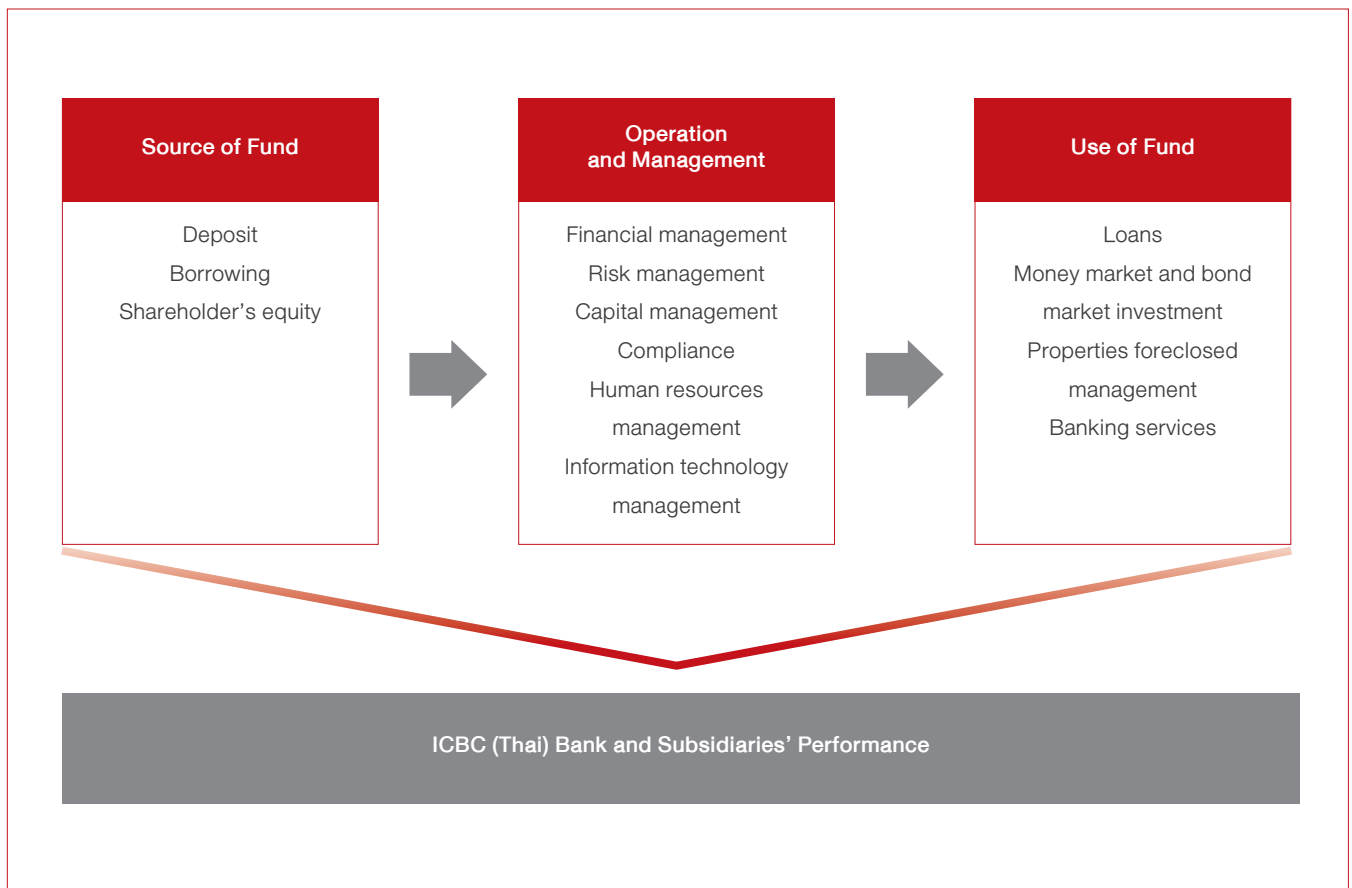 Source of Fund
Deposit
Borrowing
Shareholder’s equity
Operation
and Management
Financial management
Risk management
Capital management
Compliance
Human resources
management
Information technology
management
Use of Fund
Loans
Money market and bond
market investment
Properties foreclosed
management
Banking services
ICBC (Thai) Bank and Subsidiaries’ Performance